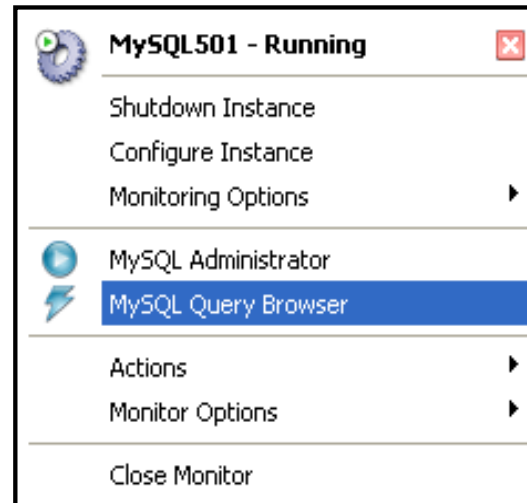 MySQL501 - Running
Shutdown Instance
Configure Instance
Monitoring Options
MySQL Administrator
MySQL Query Browser
Actions
Monitor Options
Close Monitor